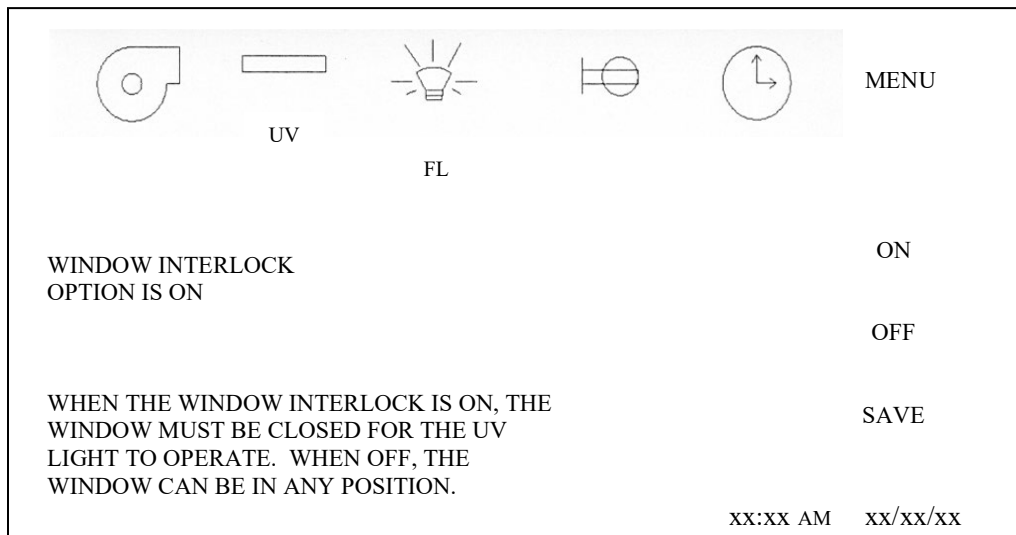 MENU
UV
FL
ON
WINDOW INTERLOCK
OPTION IS ON
OFF
WHEN THE WINDOW INTERLOCK IS ON, THE
WINDOW MUST BE CLOSED FOR THE UV
LIGHT TO OPERATE.  WHEN OFF, THE
WINDOW CAN BE IN ANY POSITION.
SAVE
xx:xx AM xx/xx/xx